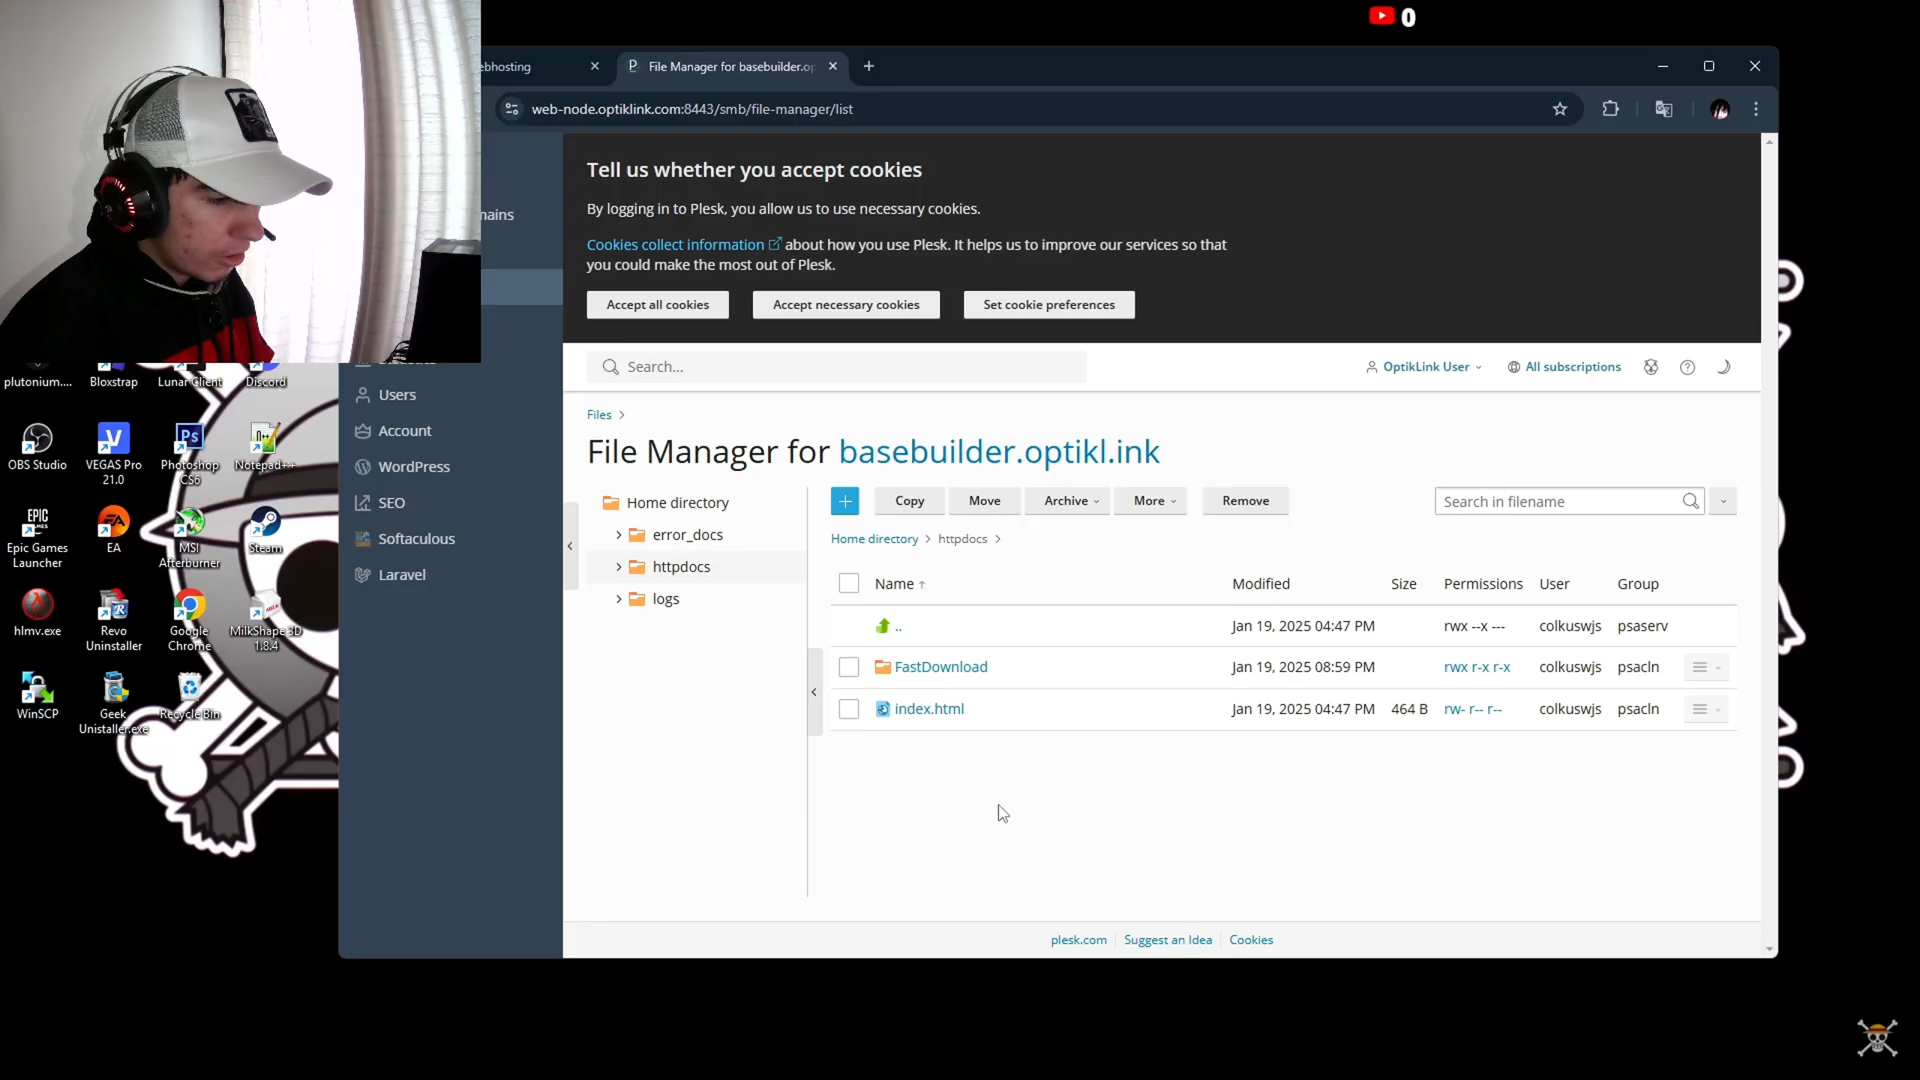 0
ebhosting
File Manager for basebuilder.op
web-node.optiklink.com:8443/smb/file-manager/list
Tell us whether you accept cookies
By logging in to Plesk, you allow us to use necessary cookies.
Cookies collect information about how you use Plesk. It helps us to improve our services so that
you could make the most out of Plesk.
Accept all cookies
Accept necessary cookies
Set cookie preferences
mains
Users
Account
WordPress
SEO
Softaculous
Laravel
Search...
OptikLink User
All subscriptions
Files
File Manager for basebuilder.optikl.ink
Home directory
error_docs
httpdocs
logs
Copy
Move
Archive
More
Remove
Search in filename
Home directory > httpdocs >
Name Modified Size Permissions User Group
.. Jan 19, 2025 04:47 PM rwx --x --- colkuswjs psaserv
FastDownload Jan 19, 2025 08:59 PM rwx r-x r-x colkuswjs psacln
index.html Jan 19, 2025 04:47 PM 464 B rw- r-- r-- colkuswjs psacln
plesk.com
Suggest an Idea
Cookies
plutonium....
Bloxstrap
Lunar Client
Discord
OBS Studio
VEGAS Pro
21.0
Photoshop
CS6
Notepad++
Epic Games
Launcher
EA
MSI
Afterburner
Steam
hlmv.exe
Revo
Uninstaller
Google
Chrome
MilkShape 3D
1.8.4
WinSCP
Geek
Unistaller.exe
Recycle Bin